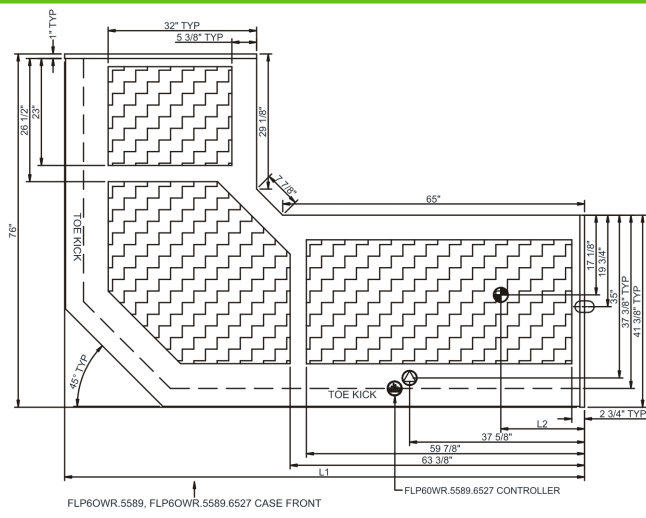 1" TYP
32" TYP
5 3/8" TYP
26 1/2"
23"
29 1/8"
7 7/8"
65"
76"
TOE KICK
17 1/8"
19 3/4"
35"
37 3/8" TYP
41 3/8" TYP
45° TYP
TOE KICK
2 3/4" TYP
L2
37 5/8"
59 7/8"
63 3/8"
L1
FLP6OWR.5589.6527 CONTROLLER
FLP6OWR.5589, FLP6OWR.5589.6527 CASE FRONT